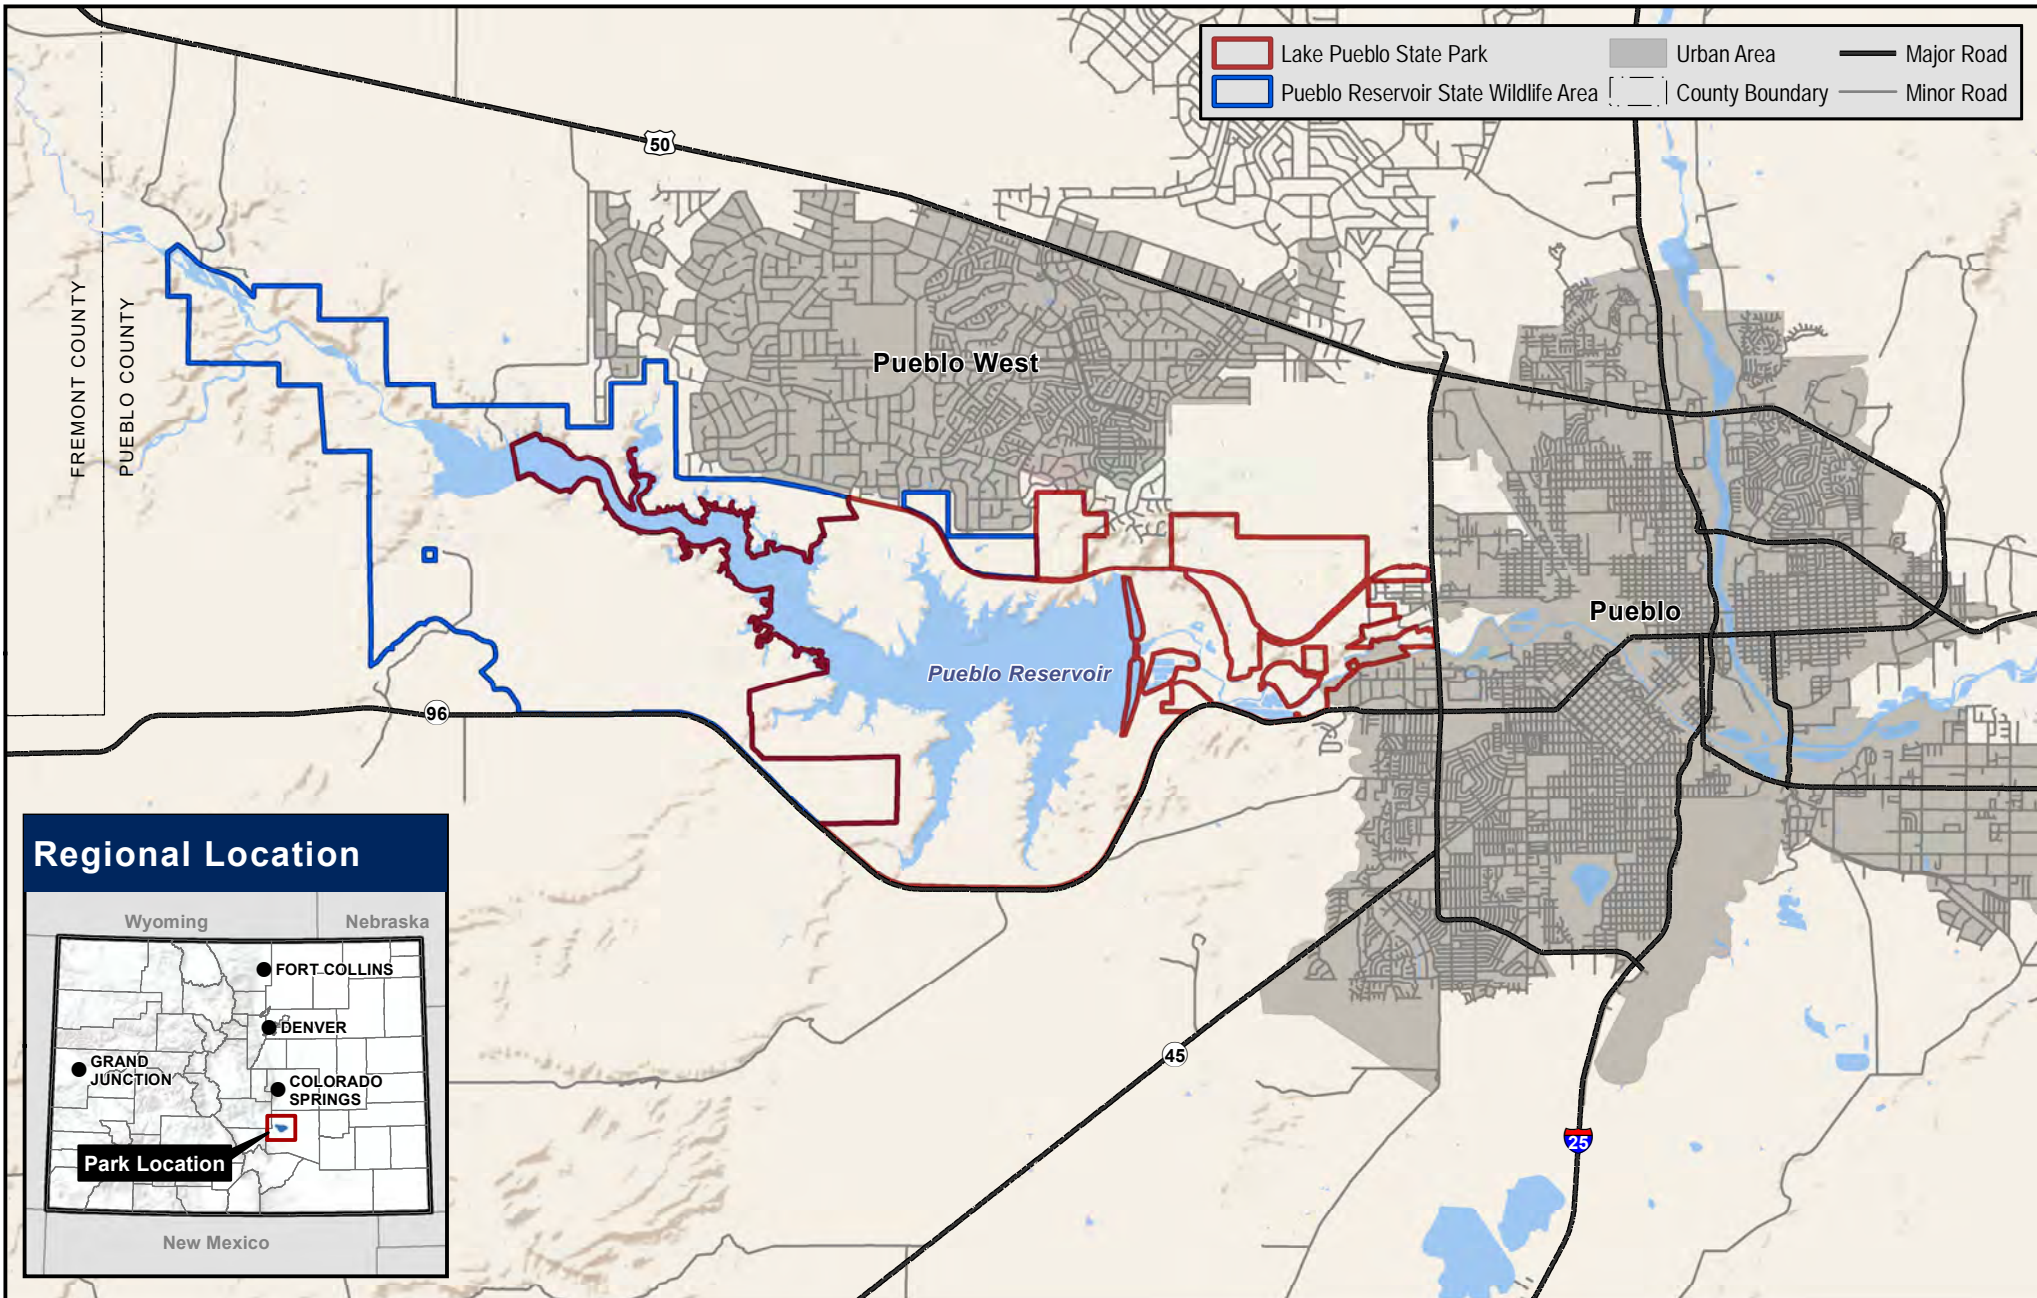 Lake Pueblo State Park
Urban Area
Major Road
Pueblo Reservoir State Wildlife Area
County Boundary
Minor Road
50
FREMONT COUNTY
PUEBLO COUNTY
Pueblo West
Pueblo
Pueblo Reservoir
96
45
25
Regional Location
Wyoming
Nebraska
FORT COLLINS
DENVER
GRAND
JUNCTION
COLORADO
SPRINGS
Park Location
New Mexico